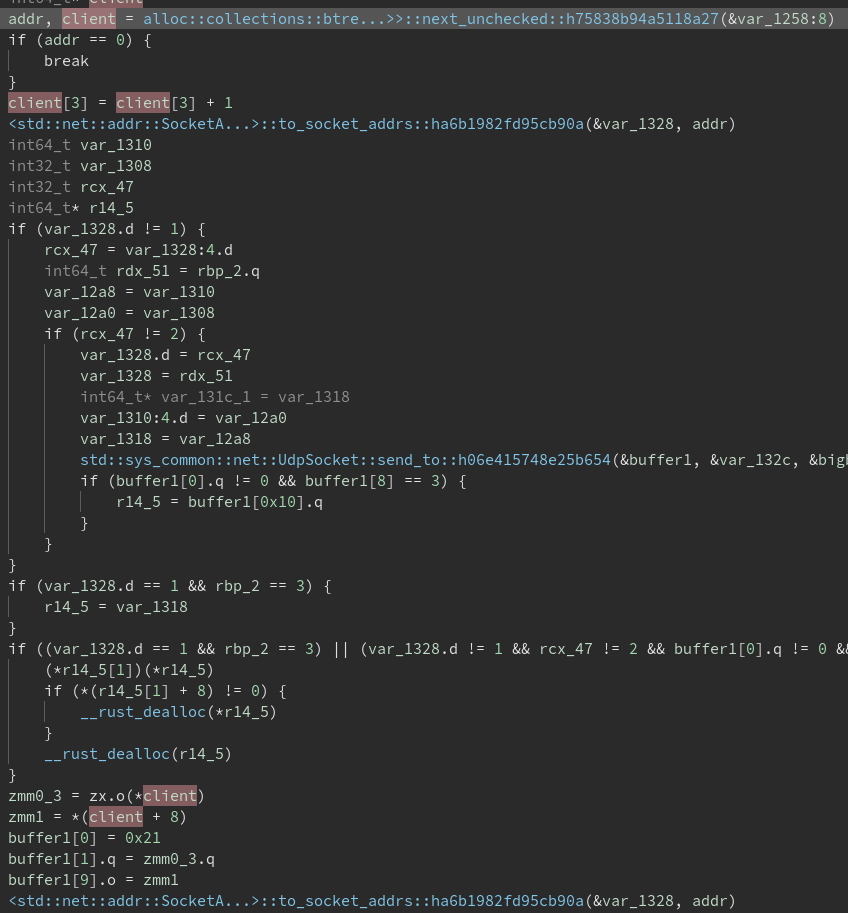 client
addr, client = alloc::collections::btre...>>::next_unchecked::h75838b94a5118a27(&var_1258:8)
if (addr == 0) {
break
}
client[3] = client[3] + 1
<std::net::addr::SocketA...>::to_socket_addrs::ha6b1982fd95cb90a(&var_1328, addr)
int64_t var_1310
int32_t var_1308
int32_t rcx_47
int64_t* r14_5
if (var_1328.d != 1) {
rcx_47 = var_1328:4.d
int64_t rdx_51 = rbp_2.q
var_12a8 = var_1310
var_12a0 = var_1308
if (rcx_47 != 2) {
var_1328.d = rcx_47
var_1328 = rdx_51
int64_t* var_131c_1 = var_1318
var_1310:4.d = var_12a0
var_1318 = var_12a8
std::sys_common::net::UdpSocket::send_to::h06e415748e25b654(&buffer1, &var_132c, &big
if (buffer1[0].q != 0 && buffer1[8] == 3) {
r14_5 = buffer1[0x10].q
}
}
}
if (var_1328.d == 1 && rbp_2 == 3) {
r14_5 = var_1318
}
if ((var_1328.d == 1 && rbp_2 == 3) || (var_1328.d != 1 && rcx_47 != 2 && buffer1[0].q != 0 &&
(*r14_5[1])(*r14_5)
if (*(r14_5[1] + 8) != 0) {
__rust_dealloc(*r14_5)
}
__rust_dealloc(r14_5)
}
zmm0_3 = zx.o(*client)
zmm1 = *(client + 8)
buffer1[0] = 0x21
buffer1[1].q = zmm0_3.q
buffer1[9].o = zmm1
<std::net::addr::SocketA...>::to_socket_addrs::ha6b1982fd95cb90a(&var_1328, addr)